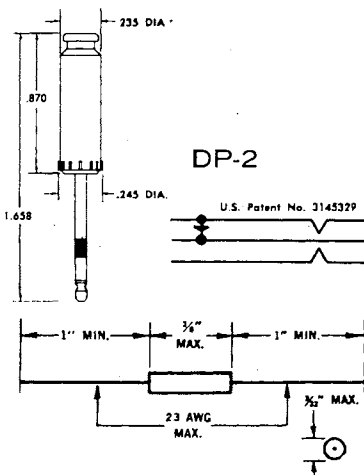 .235 DIA.
.870
DP-2
.245 DIA.
U.S. Patent No. 3145329
1.658
1" MIN.
3/8" MAX.
1" MIN.
23 AWG
MAX.
3/32" MAX.